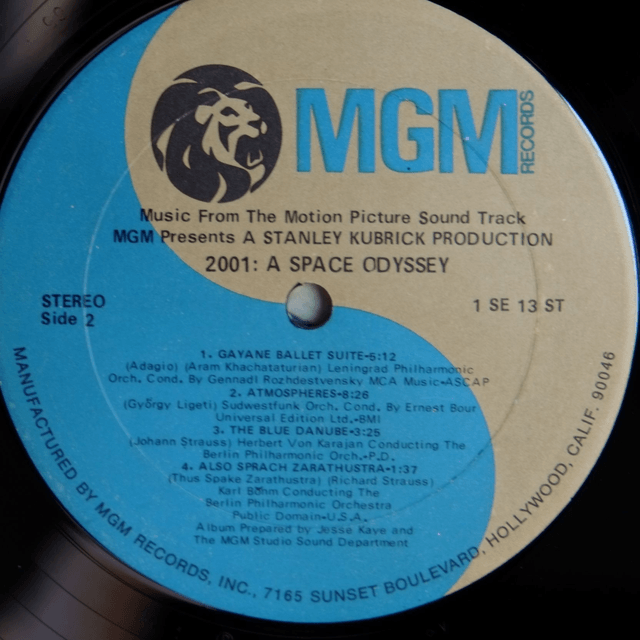 MGM
RECORDS
Music From The Motion Picture Sound Track
MGM Presents A STANLEY KUBRICK PRODUCTION
2001: A SPACE ODYSSEY
STEREO
Side 2
1 SE 13 ST
1. GAYANE BALLET SUITE-5:12
(Adagio) (Aram Khachataturian) Leningrad Philharmonic
Orch. Cond. By Gennadi Rozhdestvensky MCA Music-ASCAP
2. ATMOSPHERES-8:26
(György Ligeti) Sudwestfunk Orch. Cond. By Ernest Bour
Universal Edition Ltd.-BMI
3. THE BLUE DANUBE-3:25
(Johann Strauss) Herbert Von Karajan Conducting The
Berlin Philharmonic Orch.-P.D.
4. ALSO SPRACH ZARATHUSTRA-1:37
(Thus Spake Zarathustra) (Richard Strauss)
Karl Böhm Conducting The
Berlin Philharmonic Orchestra
Public Domain-U.S.A.
Album Prepared by Jesse Kaye and
The MGM Studio Sound Department
MANUFACTURED BY MGM RECORDS, INC., 7165 SUNSET BOULEVARD, HOLLYWOOD, CALIF. 90046